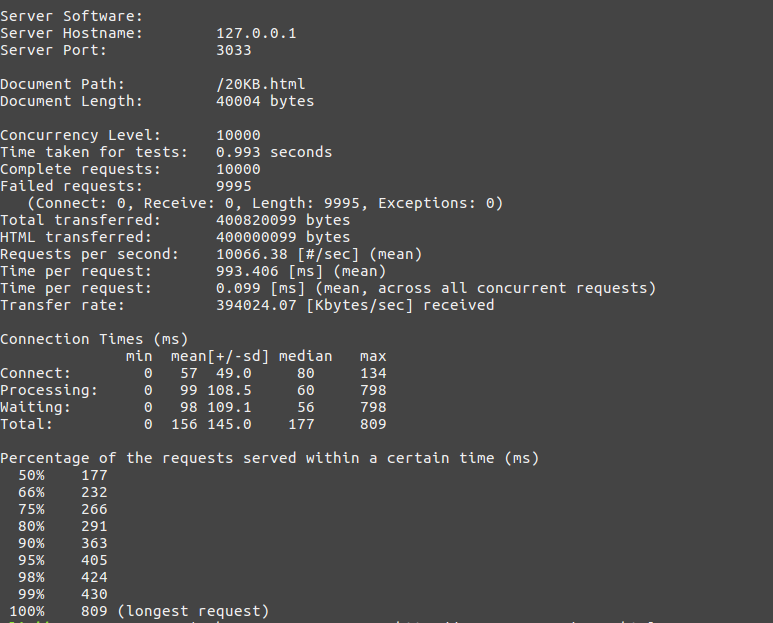 Server Software:
Server Hostname: 127.0.0.1
Server Port: 3033
Document Path: /20KB.html
Document Length: 40004 bytes
Concurrency Level: 10000
Time taken for tests: 0.993 seconds
Complete requests: 10000
Failed requests: 9995
(Connect: 0, Receive: 0, Length: 9995, Exceptions: 0)
Total transferred: 400820099 bytes
HTML transferred: 400000099 bytes
Requests per second: 10066.38 [#/sec] (mean)
Time per request: 993.406 [ms] (mean)
Time per request: 0.099 [ms] (mean, across all concurrent requests)
Transfer rate: 394024.07 [Kbytes/sec] received
Connection Times (ms)
min mean[+/-sd] median max
Connect: 0 57 49.0 80 134
Processing: 0 99 108.5 60 798
Waiting: 0 98 109.1 56 798
Total: 0 156 145.0 177 809
Percentage of the requests served within a certain time (ms)
50% 177
66% 232
75% 266
80% 291
90% 363
95% 405
98% 424
99% 430
100% 809 (longest request)